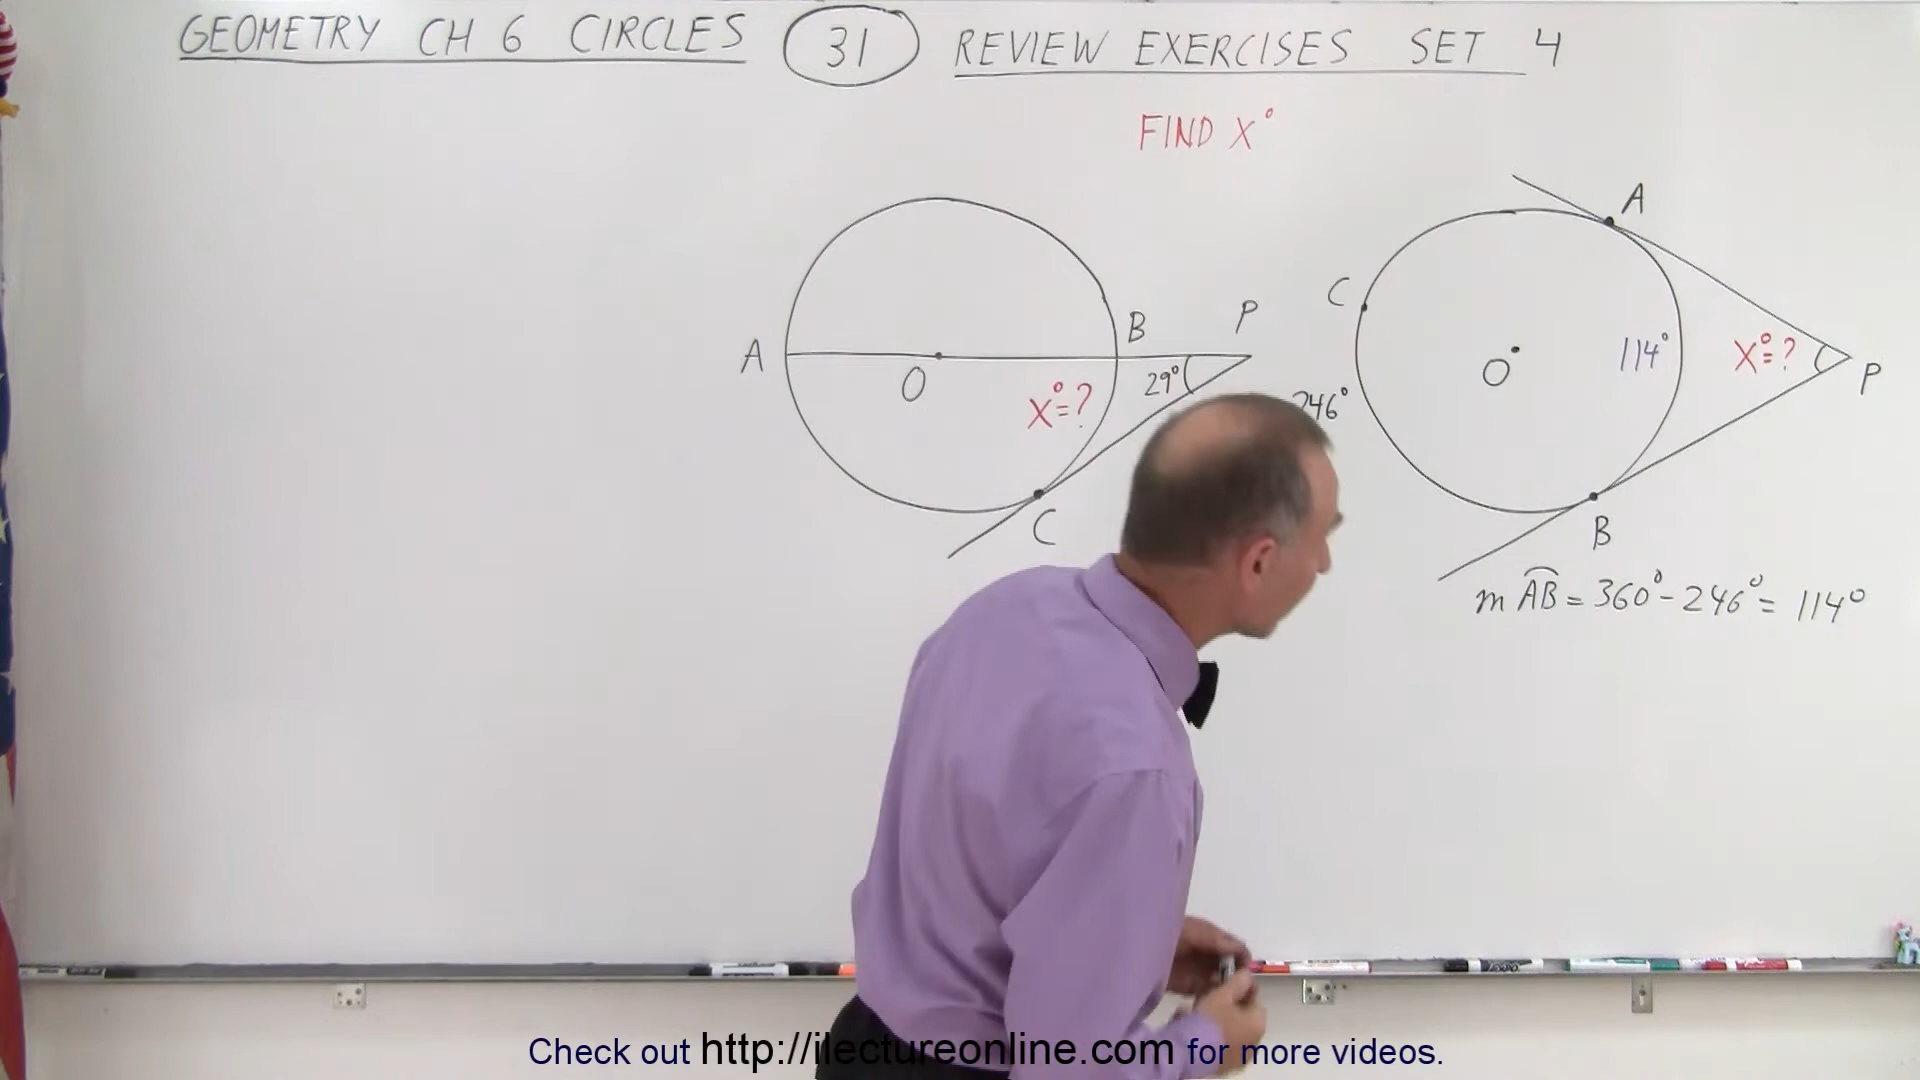 GEOMETRY CH 6 CIRCLES 31 REVIEW EXERCISES SET 4
FIND X°
A
O
B
P
29°
X°=?
C
A
C
O
114°
X°=?
P
246°
B
m AB = 360° - 246° = 114°
Check out http://ilectureonline.com for more videos.